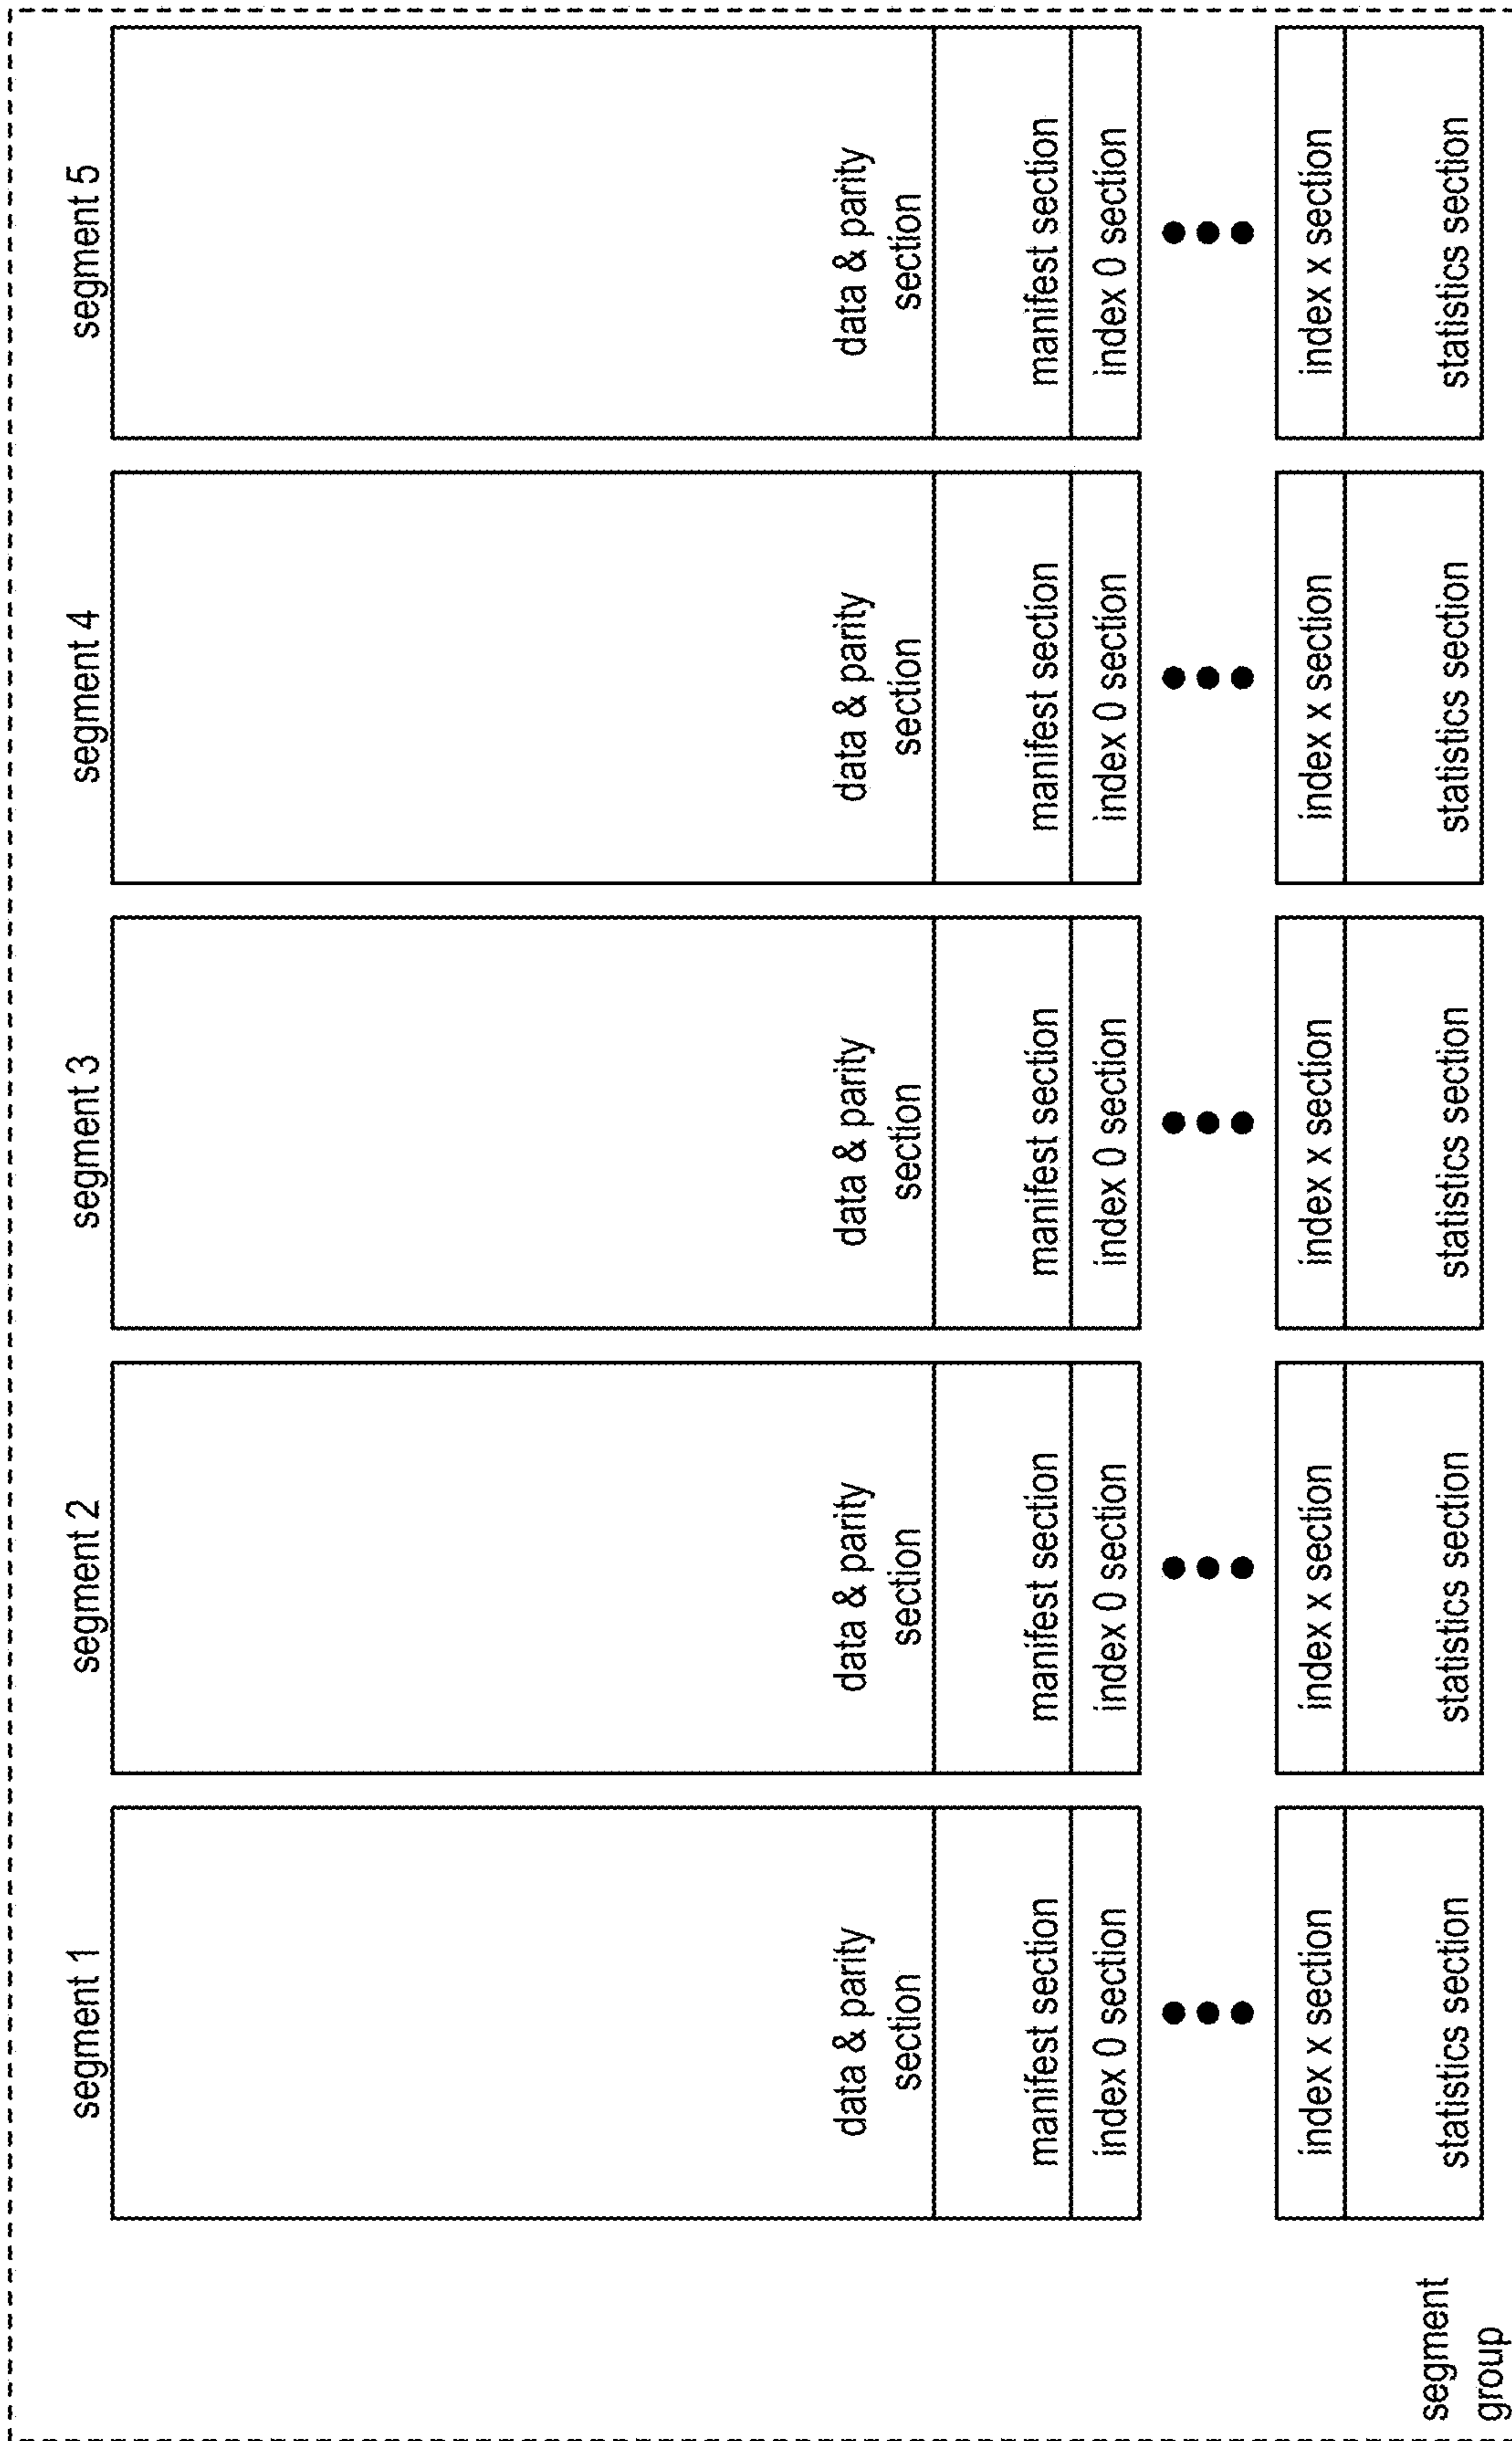 segment 1
data & parity
section
manifest section
index 0 section
index x section
statistics section
segment 2
data & parity
section
manifest section
index 0 section
index x section
statistics section
segment 3
data & parity
section
manifest section
index 0 section
index x section
statistics section
segment 4
data & parity
section
manifest section
index 0 section
index x section
statistics section
segment 5
data & parity
section
manifest section
index 0 section
index x section
statistics section
segment
group